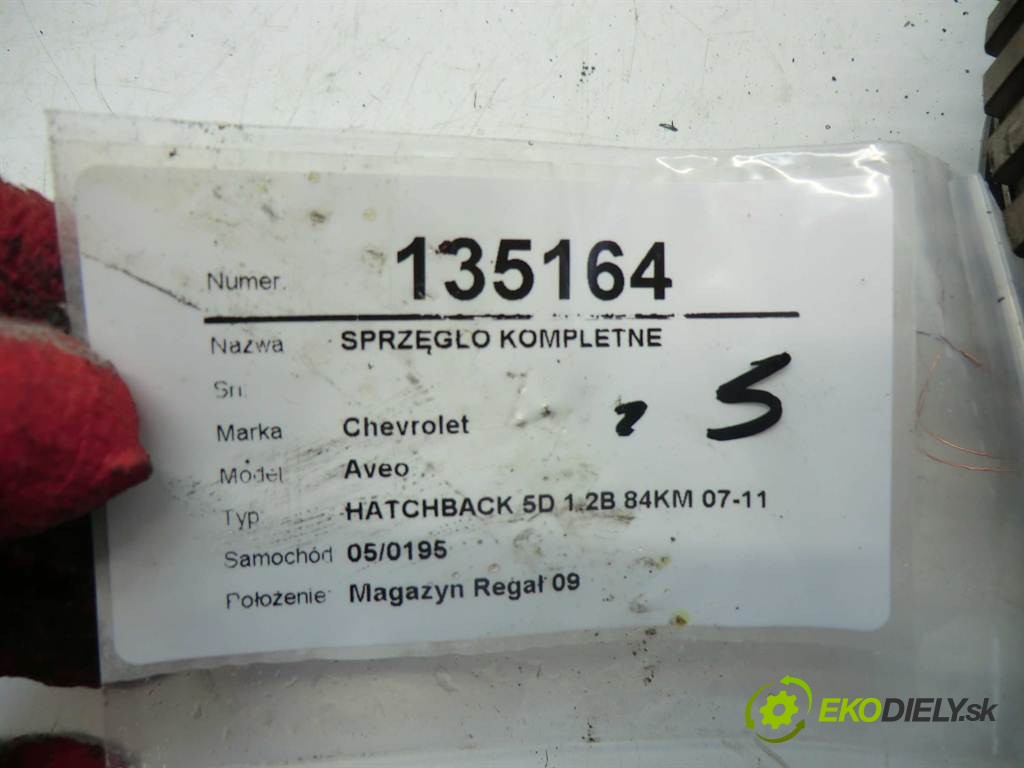 Numer: 135164
Nazwa SPRZĘGŁO KOMPLETNE
Sn:
Marka Chevrolet
Model Aveo
Typ HATCHBACK 5D 1.2B 84KM 07-11
Samochód 05/0195
Położenie: Magazyn Regał 09
5
EKODIELY.sk